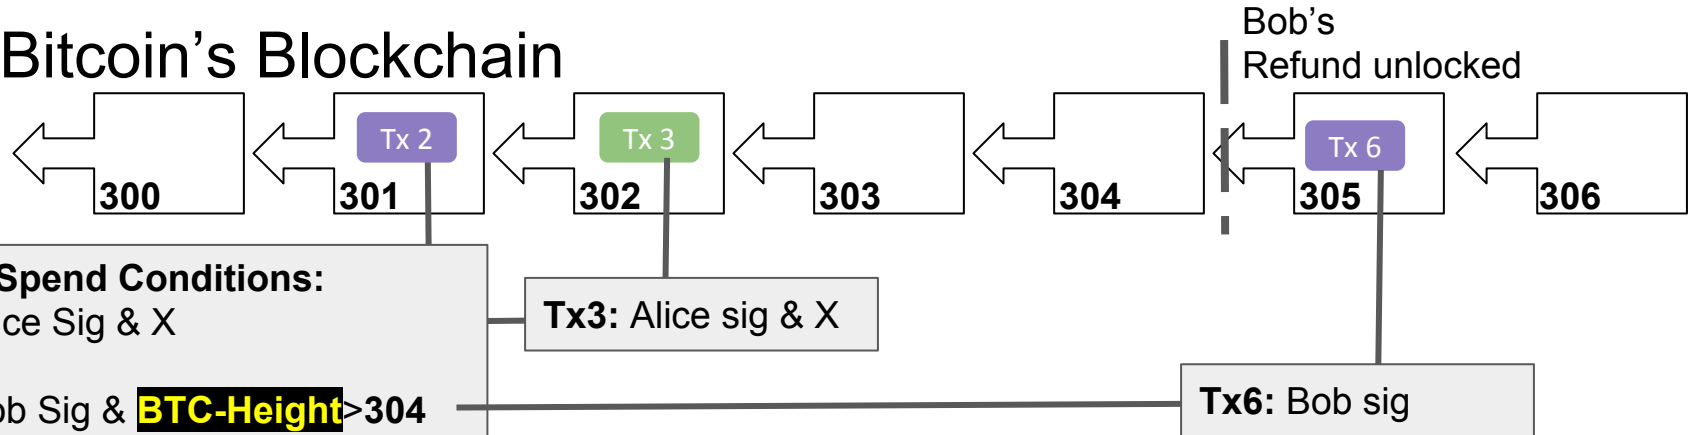 Bitcoin's Blockchain
Bob's
Refund unlocked
Tx 2
Tx 3
Tx 6
300
301
302
303
304
305
306
Spend Conditions:
ce Sig & X
Tx3: Alice sig & X
ob Sig & BTC-Height>304
Tx6: Bob sig